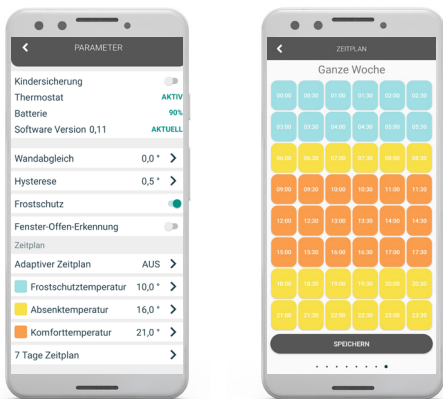 PARAMETER
Kindersicherung
Thermostat AKTIV
Batterie 90%
Software Version 0,11 AKTUELL
Wandabgleich 0,0 °
Hysterese 0,5 °
Frostschutz
Fenster-Offen-Erkennung
Zeitplan
Adaptiver Zeitplan AUS
Frostschutztemperatur 10,0 °
Absenktemperatur 16,0 °
Komforttemperatur 21,0 °
7 Tage Zeitplan
ZEITPLAN
Ganze Woche
00:00 00:30 01:00 01:30 02:00 02:30
03:00 03:30 04:00 04:30 05:00 05:30
06:00 06:30 07:00 07:30 08:00 08:30
09:00 09:30 10:00 10:30 11:00 11:30
12:00 12:30 13:00 13:30 14:00 14:30
15:00 15:30 16:00 16:30 17:00 17:30
18:00 18:30 19:00 19:30 20:00 20:30
21:00 21:30 22:00 22:30 23:00 23:30
SPEICHERN